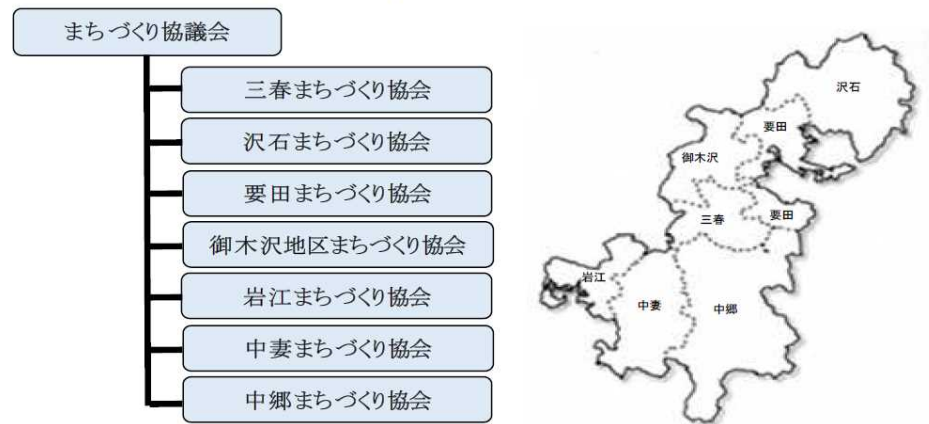 まちづくり協議会
三春まちづくり協会
沢石まちづくり協会
要田まちづくり協会
御木沢地区まちづくり協会
岩江まちづくり協会
中妻まちづくり協会
中郷まちづくり協会
沢石
要田
御木沢
三春
要田
岩江
中妻
中郷